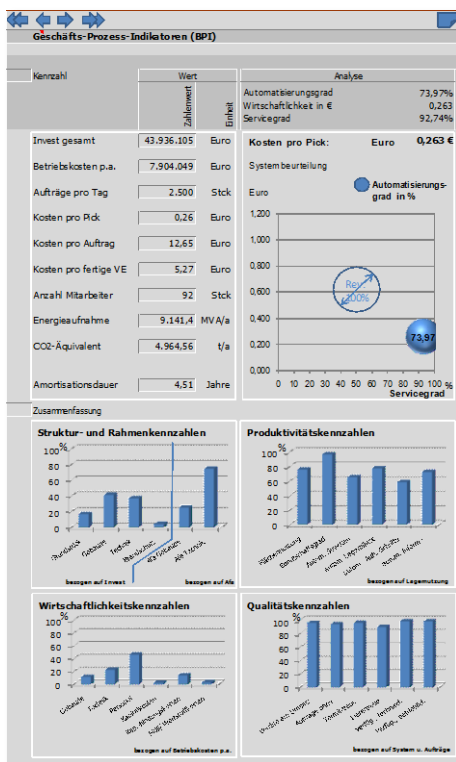 Geschäfts-Prozess-Indikatoren (BPI)
Kennzahl
Wert
Analyse
Zahlenwert
Einheit
Automatisierungsgrad 73,97%
Wirtschaftlichkeit in € 0,263
Servicegrad 92,74%
Invest gesamt 43.936.105 Euro
Betriebskosten p.a. 7.904.049 Euro
Aufträge pro Tag 2.500 Stck
Kosten pro Pick 0,26 Euro
Kosten pro Auftrag 12,65 Euro
Kosten pro fertige VE 5,27 Euro
Anzahl Mitarbeiter 92 Stck
Energieaufnahme 9.141,4 MVA/a
CO2-Äquivalent 4.964,56 t/a
Amortisationsdauer 4,51 Jahre
Kosten pro Pick: Euro 0,263 €
Systembeurteilung
Euro
Automatisierungs-
grad in %
1,200
1,000
0,800
0,600
0,400
0,200
0,000
Rev.
100%
73,97
0 10 20 30 40 50 60 70 80 90 100 %
Servicegrad
Zusammenfassung
Struktur- und Rahmenkennzahlen
%
100
80
60
40
20
0
Gebäude
Technik
Afa Technik
bezogen auf Invest
bezogen auf Afa
Produktivitätskennzahlen
%
100
80
60
40
20
0
bezogen auf Lagernutzung
Wirtschaftlichkeitskennzahlen
%
100
80
60
40
20
0
Gebäude
Technik
Personal
bezogen auf Betriebskosten p.a.
Qualitätskennzahlen
%
100
80
60
40
20
0
bezogen auf System u. Aufträge